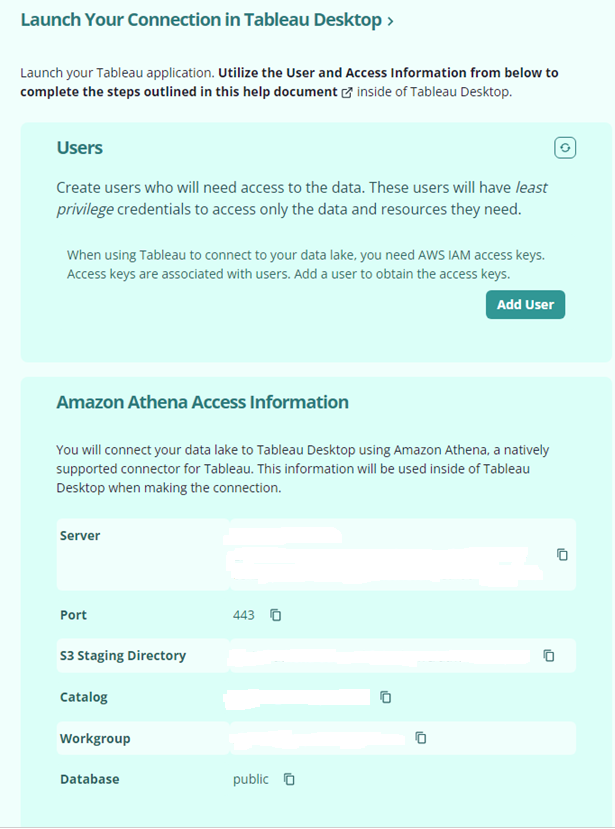 Launch Your Connection in Tableau Desktop ›
Launch your Tableau application. Utilize the User and Access Information from below to
complete the steps outlined in this help document inside of Tableau Desktop.
Users
Create users who will need access to the data. These users will have least
privilege credentials to access only the data and resources they need.
When using Tableau to connect to your data lake, you need AWS IAM access keys.
Access keys are associated with users. Add a user to obtain the access keys.
Add User
Amazon Athena Access Information
You will connect your data lake to Tableau Desktop using Amazon Athena, a natively
supported connector for Tableau. This information will be used inside of Tableau
Desktop when making the connection.
Server
Port 443
S3 Staging Directory
Catalog
Workgroup
Database public